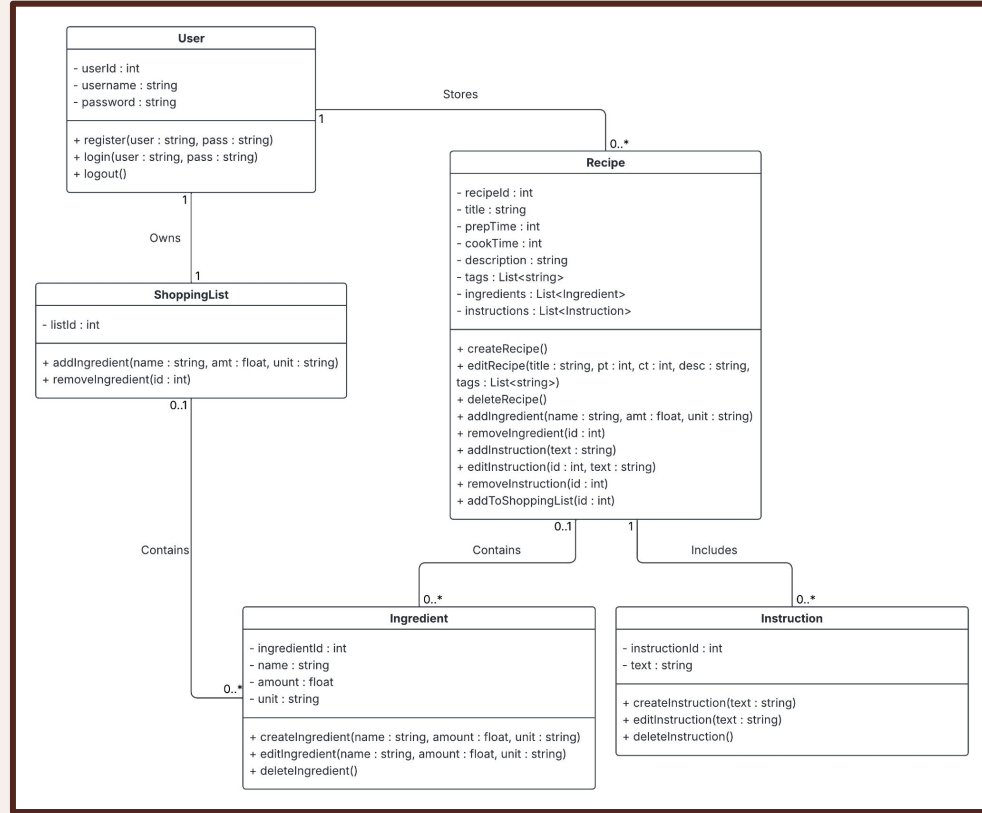 User
- userId : int
- username : string
- password : string
+ register(user : string, pass : string)
+ login(user : string, pass : string)
+ logout()
1
Stores
0..*
Recipe
- recipeId : int
- title : string
- prepTime : int
- cookTime : int
- description : string
- tags : List<string>
- ingredients : List<Ingredient>
- instructions : List<Instruction>
+ createRecipe()
+ editRecipe(title : string, pt : int, ct : int, desc : string,
tags : List<string>)
+ deleteRecipe()
+ addIngredient(name : string, amt : float, unit : string)
+ removeIngredient(id : int)
+ addInstruction(text : string)
+ editInstruction(id : int, text : string)
+ removeInstruction(id : int)
+ addToShoppingList(id : int)
1
Owns
1
ShoppingList
- listId : int
+ addIngredient(name : string, amt : float, unit : string)
+ removeIngredient(id : int)
0..1
Contains
0..*
0..1
Contains
0..*
1
Includes
0..*
Ingredient
- ingredientId : int
- name : string
- amount : float
- unit : string
+ createIngredient(name : string, amount : float, unit : string)
+ editIngredient(name : string, amount : float, unit : string)
+ deleteIngredient()
Instruction
- instructionId : int
- text : string
+ createInstruction(text : string)
+ editInstruction(text : string)
+ deleteInstruction()